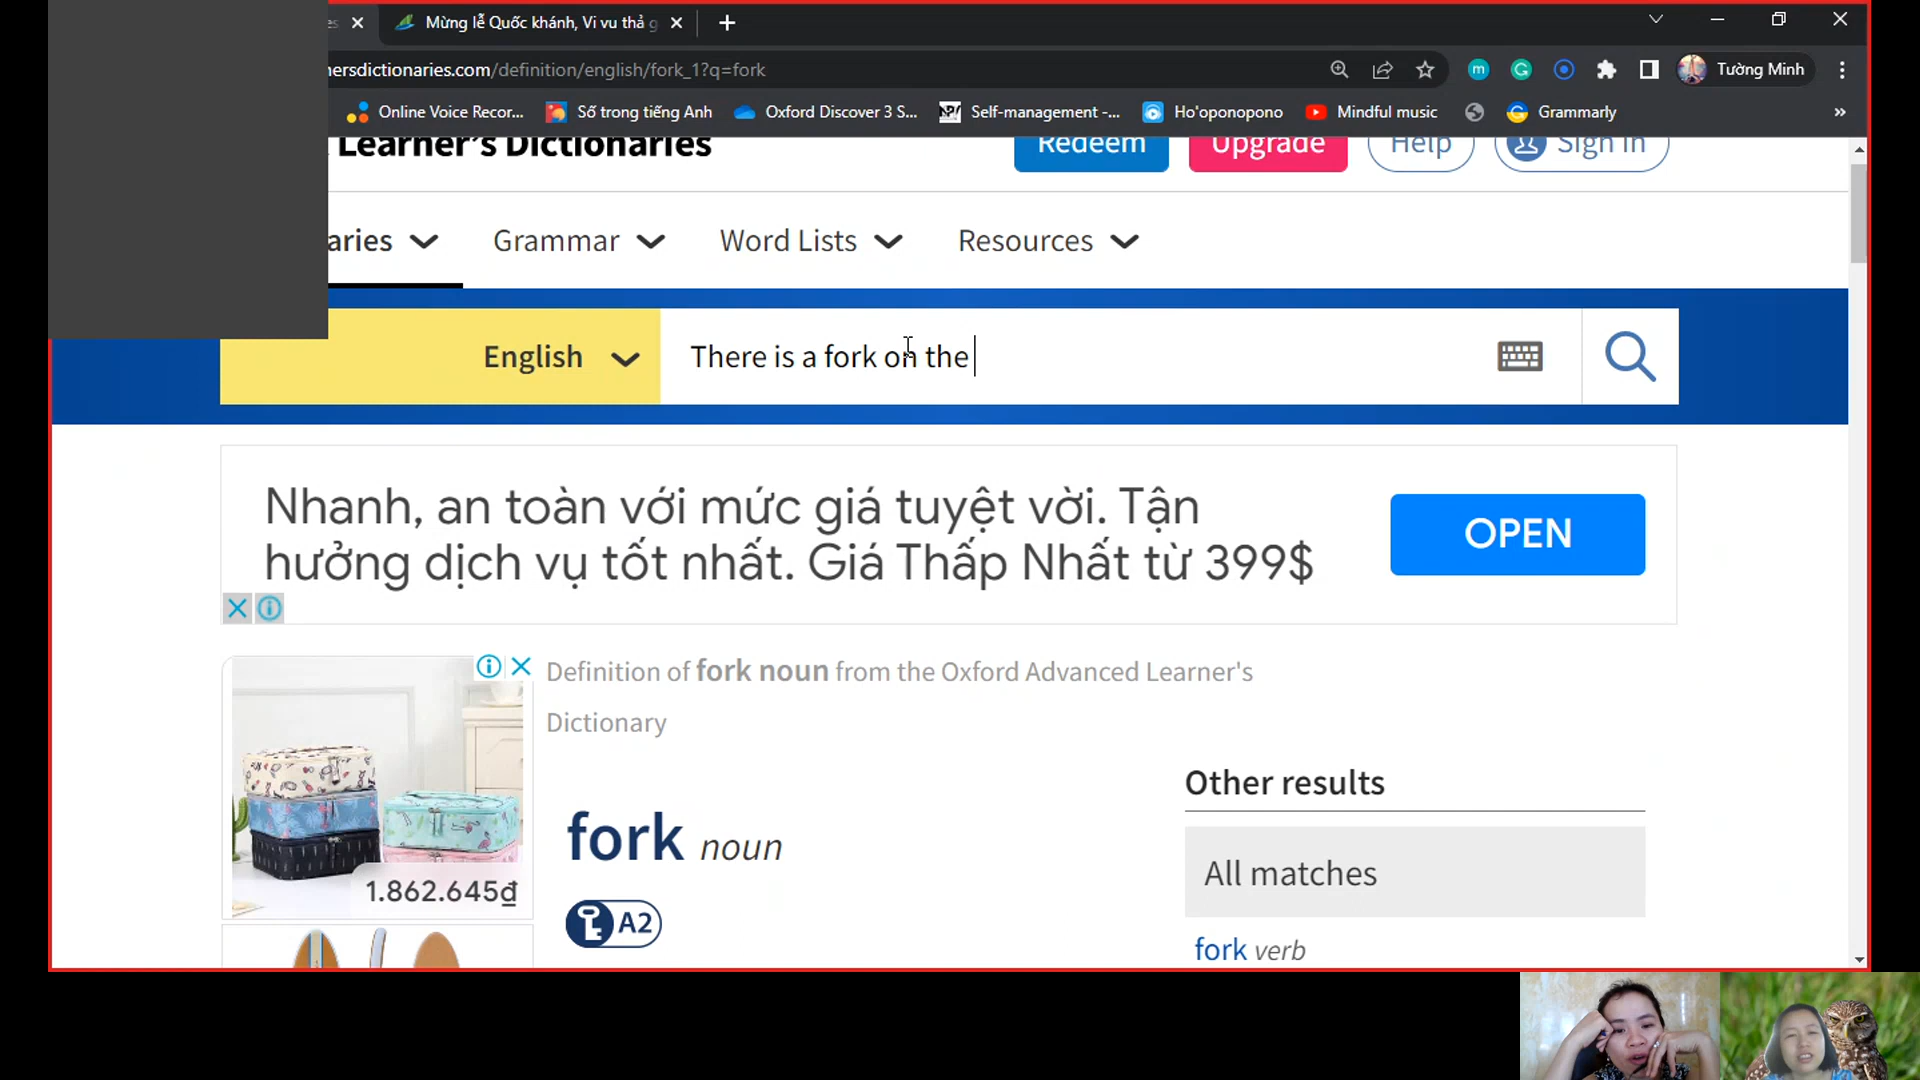 es
Mừng lễ Quốc khánh, Vi vu thả g
nersdictionaries.com/definition/english/fork_1?q=fork
Tường Minh
Online Voice Recor...
Số trong tiếng Anh
Oxford Discover 3 S...
Self-management -...
Ho'oponopono
Mindful music
Grammarly
Learner's Dictionaries
Redeem
Upgrade
Help
Sign in
aries
Grammar
Word Lists
Resources
English
There is a fork on the
Nhanh, an toàn với mức giá tuyệt vời. Tận
hưởng dịch vụ tốt nhất. Giá Thấp Nhất từ 399$
OPEN
Definition of fork noun from the Oxford Advanced Learner's
Dictionary
1.862.645₫
fork noun
A2
Other results
All matches
fork verb